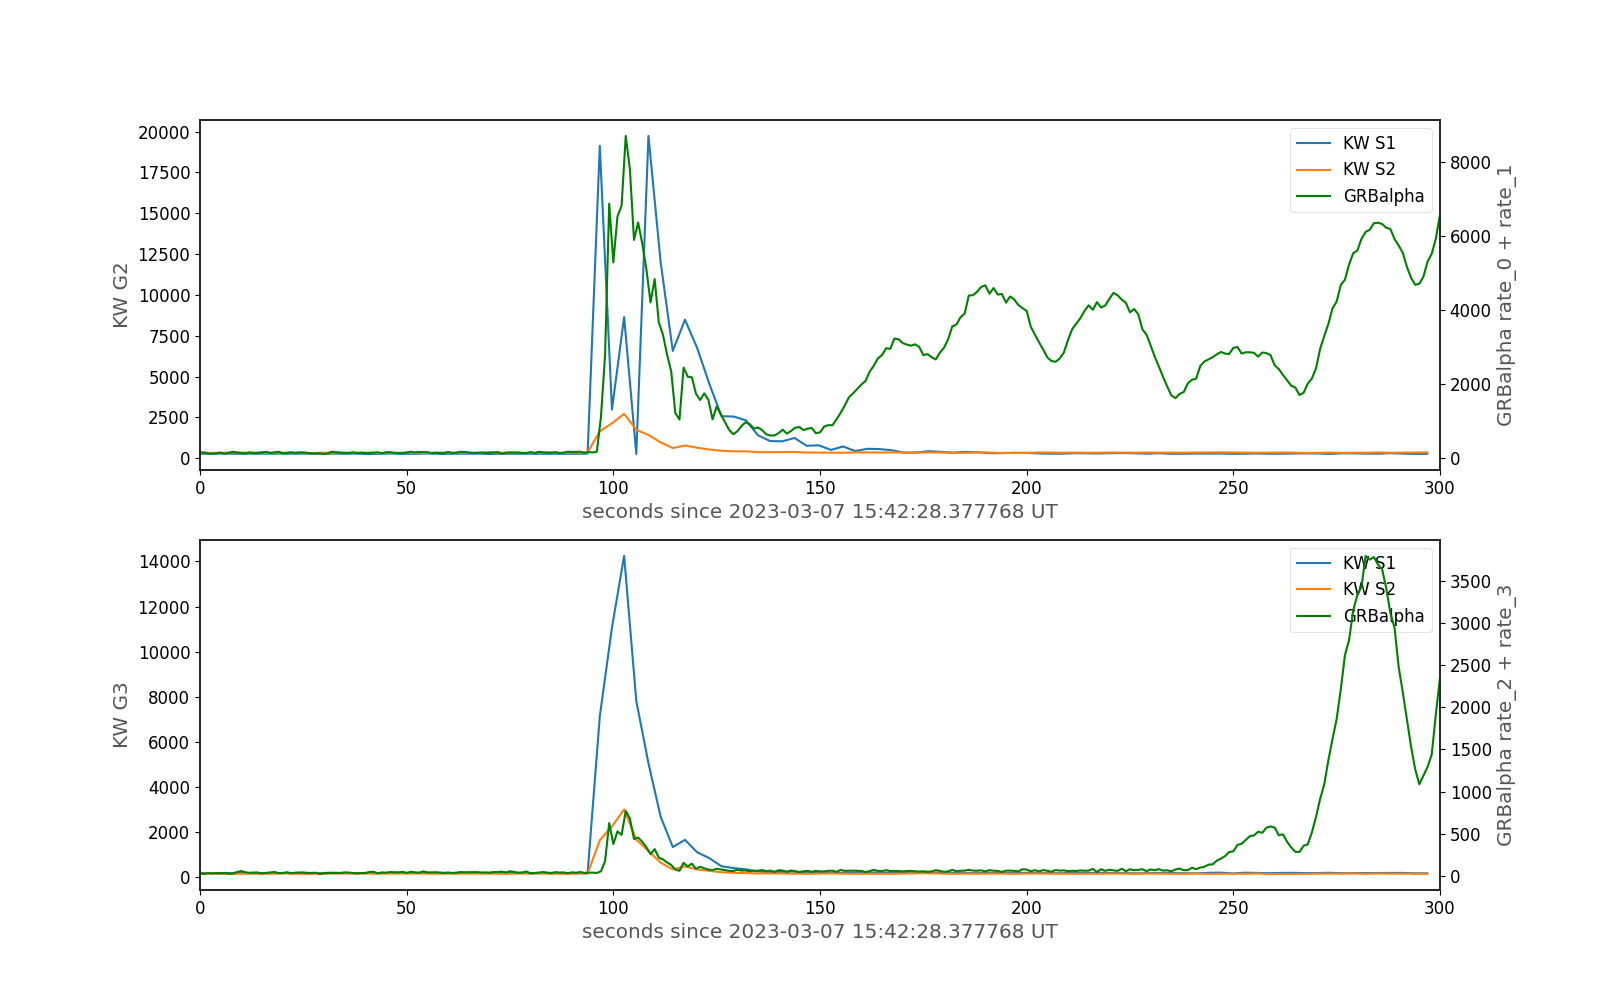 20000
17500
15000
12500
10000
7500
5000
2500
0
KW G2
KW S1
KW S2
GRBalpha
8000
6000
4000
2000
0
GRBalpha rate_0 + rate_1
0 50 100 150 200 250 300
seconds since 2023-03-07 15:42:28.377768 UT
14000
12000
10000
8000
6000
4000
2000
0
KW G3
KW S1
KW S2
GRBalpha
3500
3000
2500
2000
1500
1000
500
0
GRBalpha rate_2 + rate_3
0 50 100 150 200 250 300
seconds since 2023-03-07 15:42:28.377768 UT